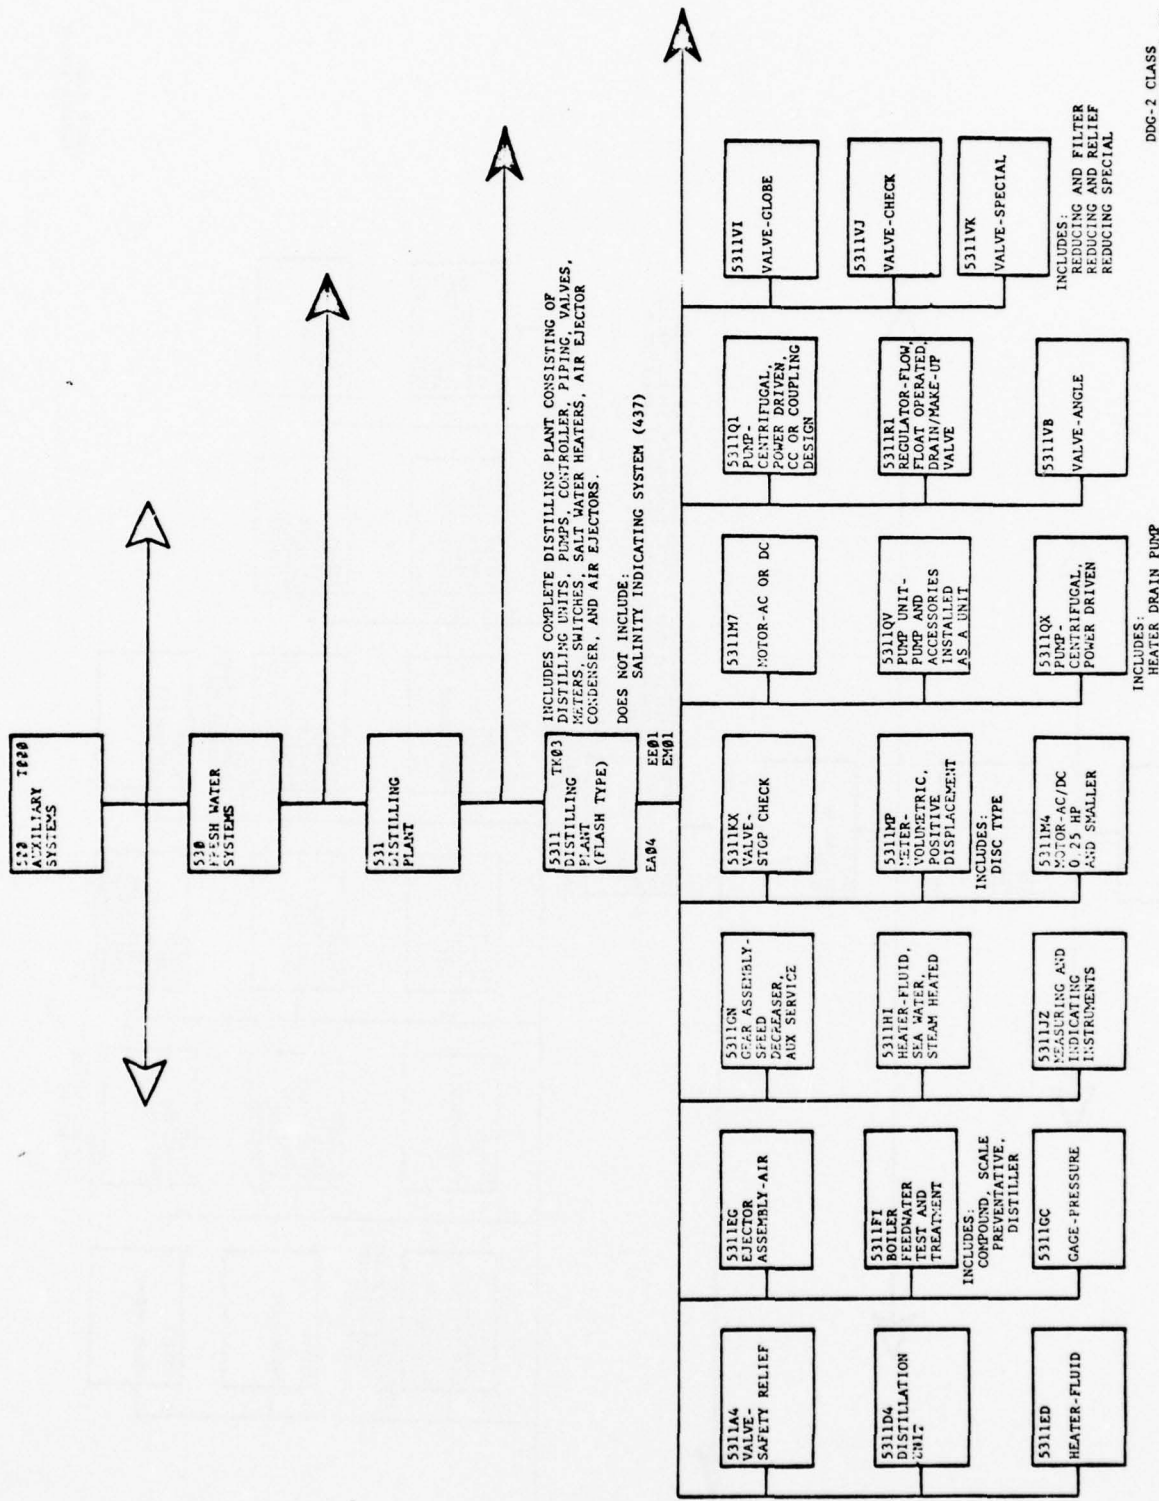 5Z0 T0Z0
AUXILIARY
SYSTEMS
530
FRESH WATER
SYSTEMS
531
DISTILLING
PLANT
5311 TK03
DISTILLING
PLANT
(FLASH TYPE)
INCLUDES COMPLETE DISTILLING PLANT CONSISTING OF
DISTILLING UNITS, PUMPS, CONTROLLER, PIPING, VALVES,
METERS, SWITCHES, SALT WATER HEATERS, AIR EJECTOR
CONDENSER, AND AIR EJECTORS.
DOES NOT INCLUDE:
SALINITY INDICATING SYSTEM (437)
EA04
EE01
EM01
5311A4
VALVE-
SAFETY RELIEF
5311D4
DISTILLATION
UNIT
5311ED
HEATER-FLUID
5311EG
EJECTOR
ASSEMBLY-AIR
5311FI
BOILER
FEEDWATER
TEST AND
TREATMENT
INCLUDES:
COMPOUND, SCALE
PREVENTATIVE,
DISTILLER
5311GC
GAGE-PRESSURE
5311GN
GEAR ASSEMBLY-
SPEED
DECREASER,
AUX SERVICE
5311HI
HEATER-FLUID,
SEA WATER,
STEAM HEATED
5311JZ
MEASURING AND
INDICATING
INSTRUMENTS
5311KX
VALVE-
STOP CHECK
5311MP
METER-
VOLUMETRIC,
POSITIVE
DISPLACEMENT
INCLUDES:
DISC TYPE
5311M4
MOTOR-AC/DC
0.25 HP
AND SMALLER
5311M7
MOTOR-AC OR DC
5311QV
PUMP UNIT-
PUMP AND
ACCESSORIES
INSTALLED
AS A UNIT
5311QX
PUMP-
CENTRIFUGAL,
POWER DRIVEN
INCLUDES:
HEATER DRAIN PUMP
5311Q1
PUMP-
CENTRIFUGAL,
POWER DRIVEN,
CC OR COUPLING
DESIGN
5311R1
REGULATOR-FLOW,
FLOAT OPERATED,
DRAIN/MAKE-UP
VALVE
5311VB
VALVE-ANGLE
5311VI
VALVE-GLOBE
5311VJ
VALVE-CHECK
5311VK
VALVE-SPECIAL
INCLUDES:
REDUCING AND FILTER
REDUCING AND RELIEF
REDUCING SPECIAL
DDG-2 CLASS